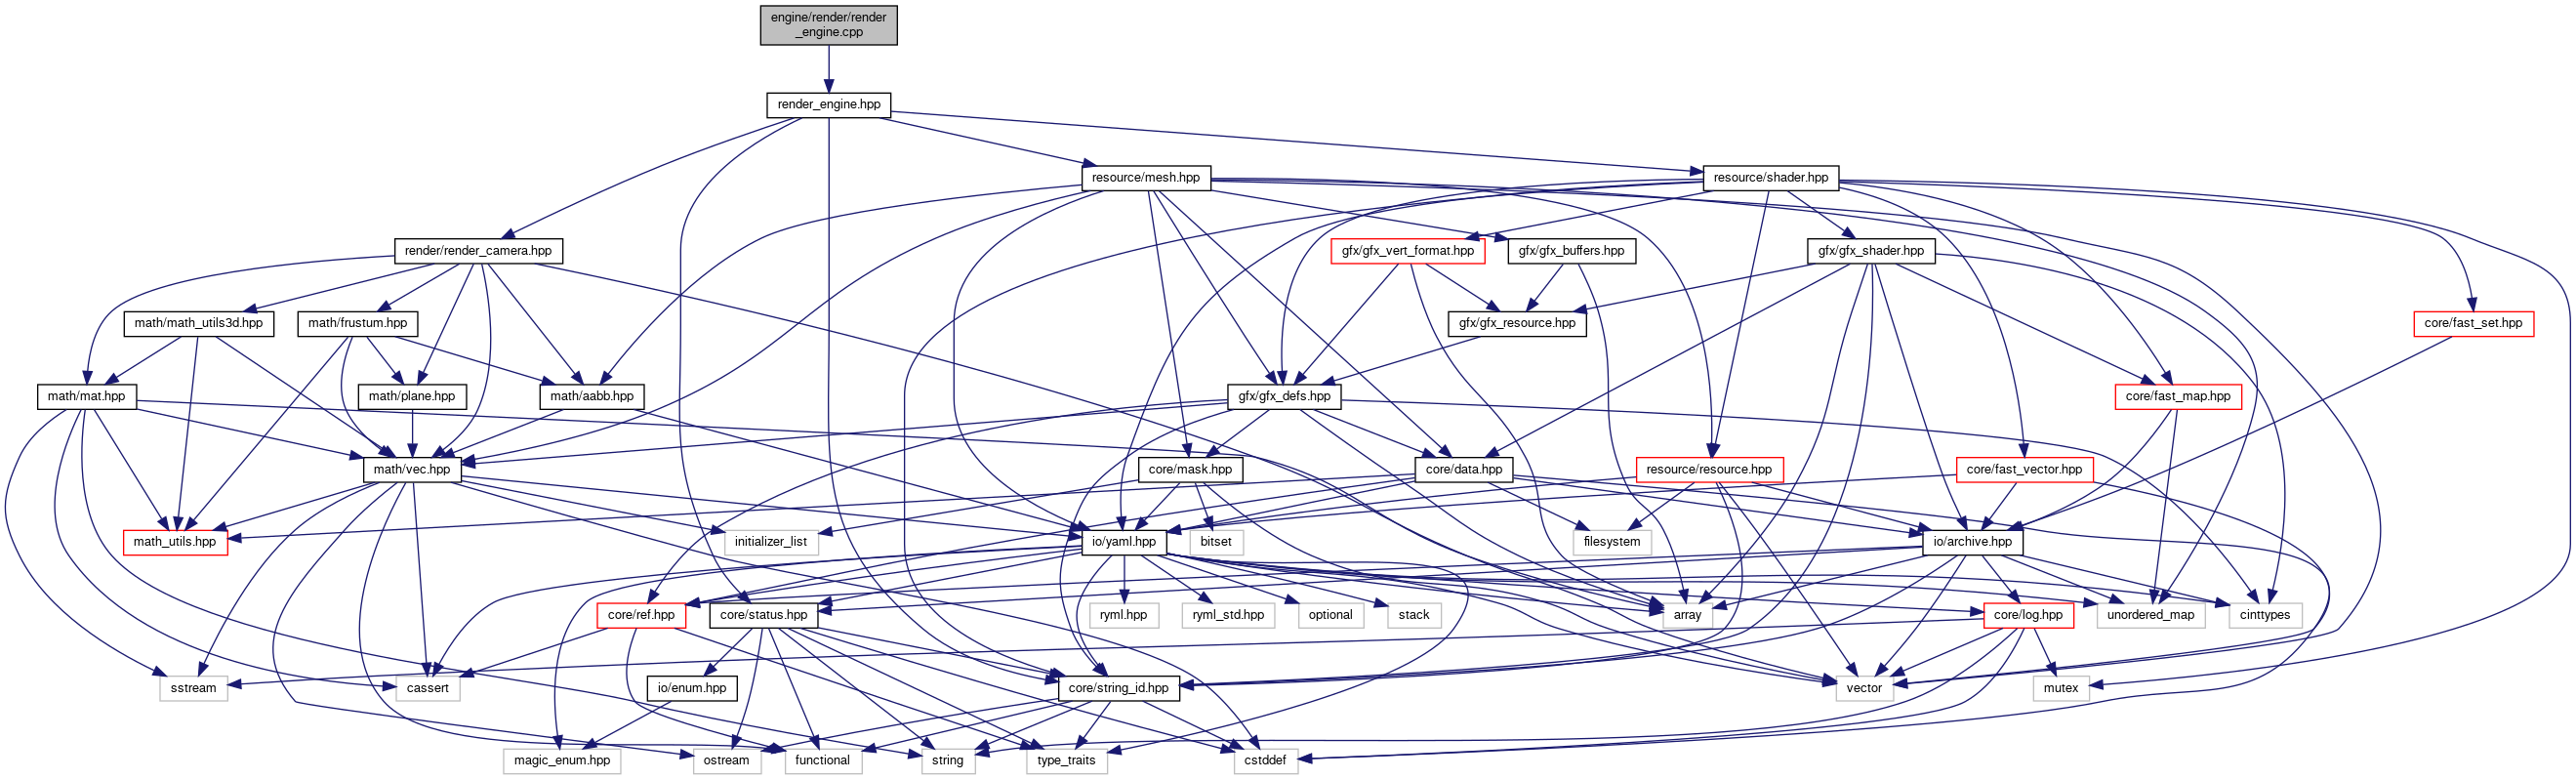 engine/render/render
_engine.cpp
render_engine.hpp
resource/mesh.hpp
resource/shader.hpp
render/render_camera.hpp
gfx/gfx_vert_format.hpp
gfx/gfx_buffers.hpp
gfx/gfx_shader.hpp
math/math_utils3d.hpp
math/frustum.hpp
gfx/gfx_resource.hpp
core/fast_set.hpp
math/mat.hpp
math/plane.hpp
math/aabb.hpp
gfx/gfx_defs.hpp
core/fast_map.hpp
math/vec.hpp
core/mask.hpp
core/data.hpp
resource/resource.hpp
core/fast_vector.hpp
math_utils.hpp
initializer_list
io/yaml.hpp
bitset
filesystem
io/archive.hpp
core/ref.hpp
core/status.hpp
ryml.hpp
ryml_std.hpp
optional
stack
array
core/log.hpp
unordered_map
cinttypes
sstream
cassert
io/enum.hpp
core/string_id.hpp
vector
mutex
magic_enum.hpp
ostream
functional
string
type_traits
cstddef